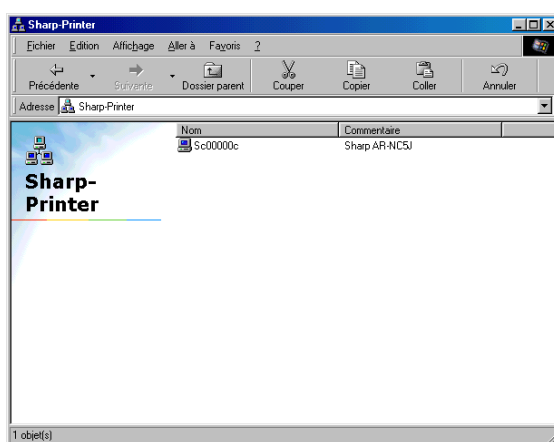 Sharp-Printer
Fichier Edition Affichage Aller à Favoris ?
Précédente Suivante Dossier parent Couper Copier Coller Annuler
Adresse Sharp-Printer
Nom Commentaire
Sc00000c Sharp AR-NC5J
Sharp-
Printer
1 objet(s)